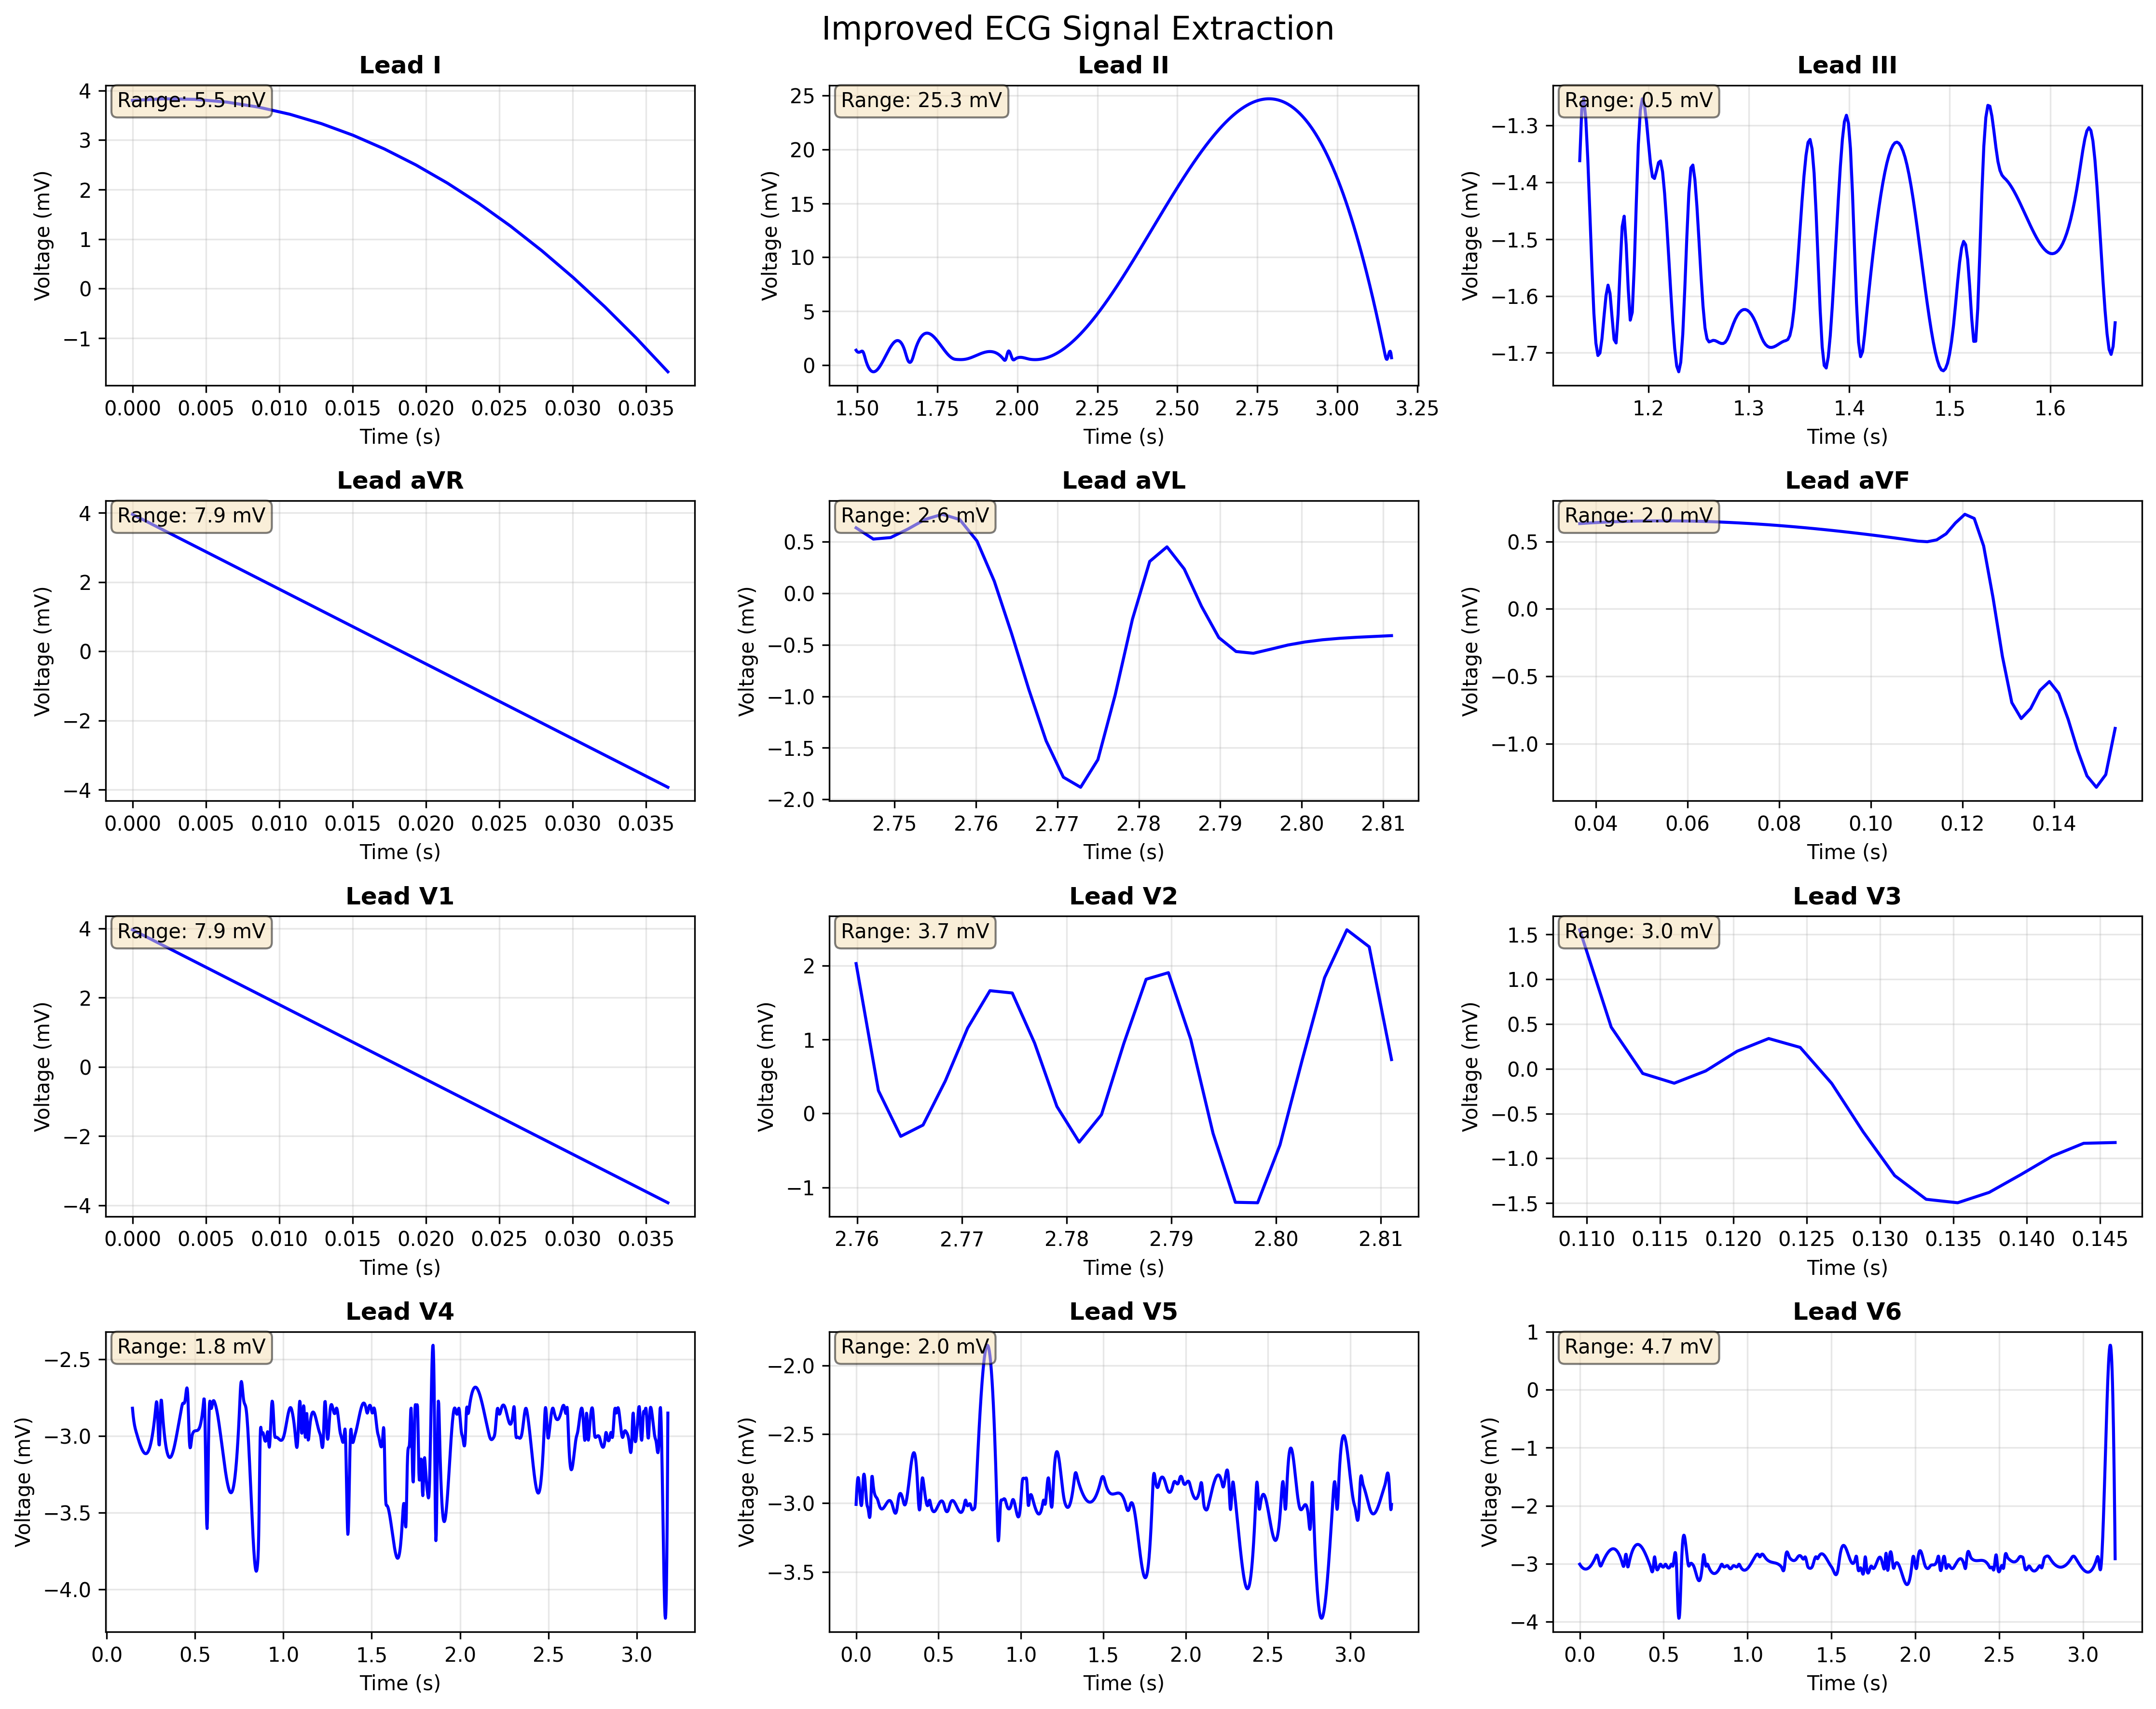 Improved ECG Signal Extraction
Lead I
Range: 5.5 mV
Voltage (mV)
4
3
2
1
0
−1
0.000 0.005 0.010 0.015 0.020 0.025 0.030 0.035
Time (s)
Lead II
Range: 25.3 mV
Voltage (mV)
25
20
15
10
5
0
1.50 1.75 2.00 2.25 2.50 2.75 3.00 3.25
Time (s)
Lead III
Range: 0.5 mV
Voltage (mV)
−1.3
−1.4
−1.5
−1.6
−1.7
1.2 1.3 1.4 1.5 1.6
Time (s)
Lead aVR
Range: 7.9 mV
Voltage (mV)
4
2
0
−2
−4
0.000 0.005 0.010 0.015 0.020 0.025 0.030 0.035
Time (s)
Lead aVL
Range: 2.6 mV
Voltage (mV)
0.5
0.0
−0.5
−1.0
−1.5
−2.0
2.75 2.76 2.77 2.78 2.79 2.80 2.81
Time (s)
Lead aVF
Range: 2.0 mV
Voltage (mV)
0.5
0.0
−0.5
−1.0
0.04 0.06 0.08 0.10 0.12 0.14
Time (s)
Lead V1
Range: 7.9 mV
Voltage (mV)
4
2
0
−2
−4
0.000 0.005 0.010 0.015 0.020 0.025 0.030 0.035
Time (s)
Lead V2
Range: 3.7 mV
Voltage (mV)
2
1
0
−1
2.76 2.77 2.78 2.79 2.80 2.81
Time (s)
Lead V3
Range: 3.0 mV
Voltage (mV)
1.5
1.0
0.5
0.0
−0.5
−1.0
−1.5
0.110 0.115 0.120 0.125 0.130 0.135 0.140 0.145
Time (s)
Lead V4
Range: 1.8 mV
Voltage (mV)
−2.5
−3.0
−3.5
−4.0
0.0 0.5 1.0 1.5 2.0 2.5 3.0
Time (s)
Lead V5
Range: 2.0 mV
Voltage (mV)
−2.0
−2.5
−3.0
−3.5
0.0 0.5 1.0 1.5 2.0 2.5 3.0
Time (s)
Lead V6
Range: 4.7 mV
Voltage (mV)
1
0
−1
−2
−3
−4
0.0 0.5 1.0 1.5 2.0 2.5 3.0
Time (s)